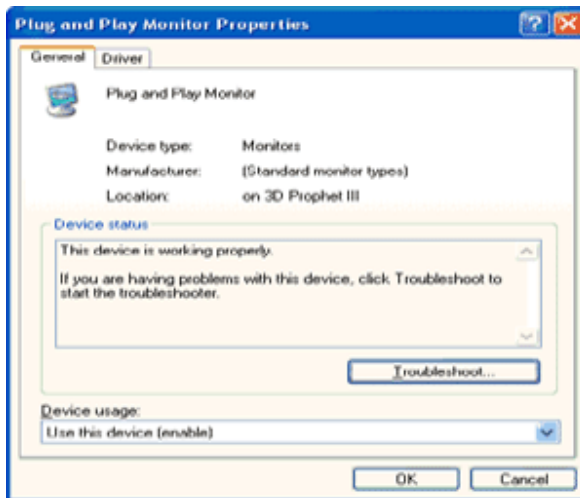 Plug and Play Monitor Properties
General Driver
Plug and Play Monitor
Device type: Monitors
Manufacturer: (Standard monitor types)
Location: on 3D Prophet III
Device status
This device is working properly.
If you are having problems with this device, click Troubleshoot to
start the troubleshooter.
Troubleshoot...
Device usage:
Use this device (enable)
OK Cancel